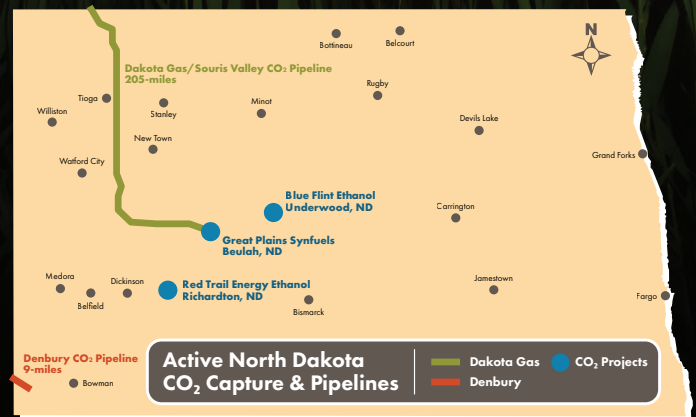 N
Bottineau
Belcourt
Dakota Gas/Souris Valley CO₂ Pipeline
205-miles
Rugby
Tioga
Stanley
Minot
Williston
Devils Lake
New Town
Grand Forks
Watford City
Blue Flint Ethanol
Underwood, ND
Carrington
Great Plains Synfuels
Beulah, ND
Medora
Dickinson
Belfield
Red Trail Energy Ethanol
Richardton, ND
Bismarck
Jamestown
Fargo
Denbury CO₂ Pipeline
9-miles
Bowman
Active North Dakota
CO₂ Capture & Pipelines
Dakota Gas
CO₂ Projects
Denbury